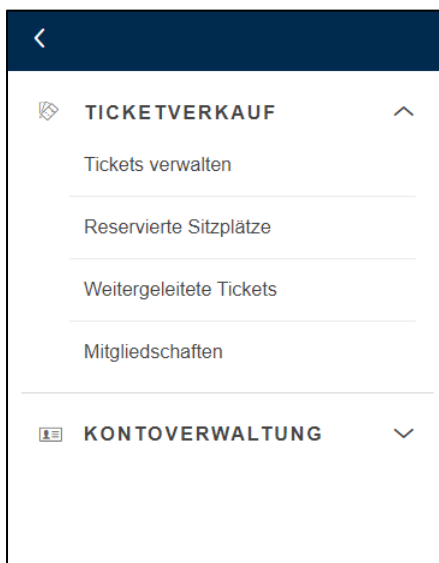 TICKETVERKAUF
Tickets verwalten
Reservierte Sitzplätze
Weitergeleitete Tickets
Mitgliedschaften
KONTOVERWALTUNG